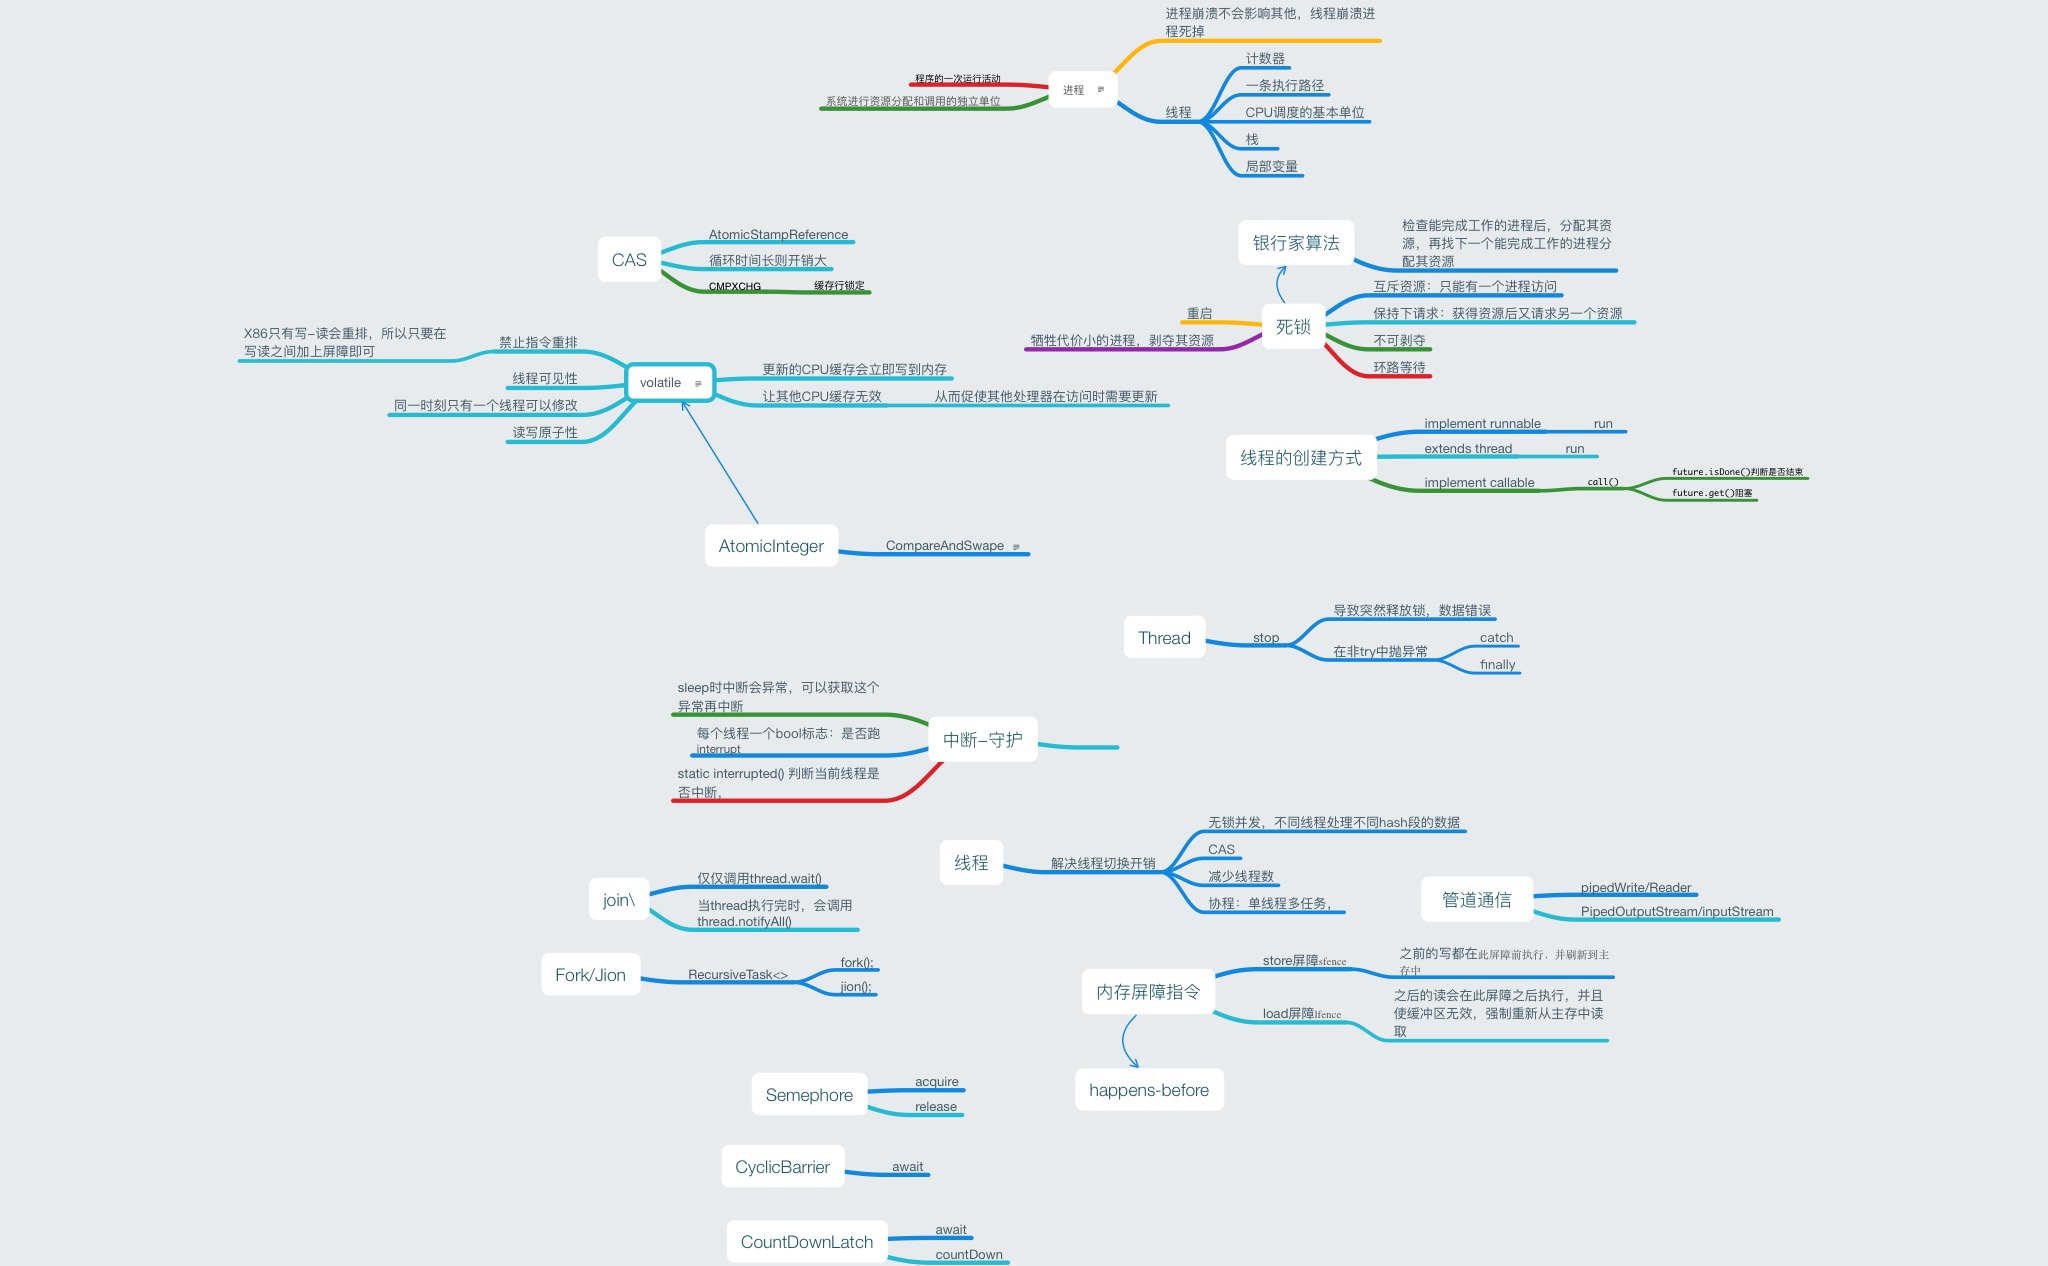 进程崩溃不会影响其他，线程崩溃进
程死掉
程序的一次运行活动
系统进行资源分配和调用的独立单位
进程
线程
计数器
一条执行路径
CPU调度的基本单位
栈
局部变量
CAS
AtomicStampReference
循环时间长则开销大
CMPXCHG
缓存行锁定
银行家算法
检查能完成工作的进程后，分配其资
源，再找下一个能完成工作的进程分
配其资源
重启
牺牲代价小的进程，剥夺其资源
死锁
互斥资源：只能有一个进程访问
保持下请求：获得资源后又请求另一个资源
不可剥夺
环路等待
X86只有写-读会重排，所以只要在
写读之间加上屏障即可
禁止指令重排
线程可见性
同一时刻只有一个线程可以修改
读写原子性
volatile
更新的CPU缓存会立即写到内存
让其他CPU缓存无效
从而促使其他处理器在访问时需要更新
线程的创建方式
implement runnable
run
extends thread
run
implement callable
call()
future.isDone()判断是否结束
future.get()阻塞
AtomicInteger
CompareAndSwape
Thread
stop
导致突然释放锁，数据错误
在非try中抛异常
catch
finally
sleep时中断会异常，可以获取这个
异常再中断
每个线程一个bool标志：是否跑
interrupt
static interrupted() 判断当前线程是
否中断，
中断-守护
线程
解决线程切换开销
无锁并发，不同线程处理不同hash段的数据
CAS
减少线程数
协程：单线程多任务，
join\
仅仅调用thread.wait()
当thread执行完时，会调用
thread.notifyAll()
管道通信
pipedWrite/Reader
PipedOutputStream/inputStream
Fork/Jion
RecursiveTask<>
fork();
jion();
内存屏障指令
store屏障sfence
之前的写都在此屏障前执行，并刷新到主
存中
load屏障lfence
之后的读会在此屏障之后执行，并且
使缓冲区无效，强制重新从主存中读
取
happens-before
Semephore
acquire
release
CyclicBarrier
await
CountDownLatch
await
countDown